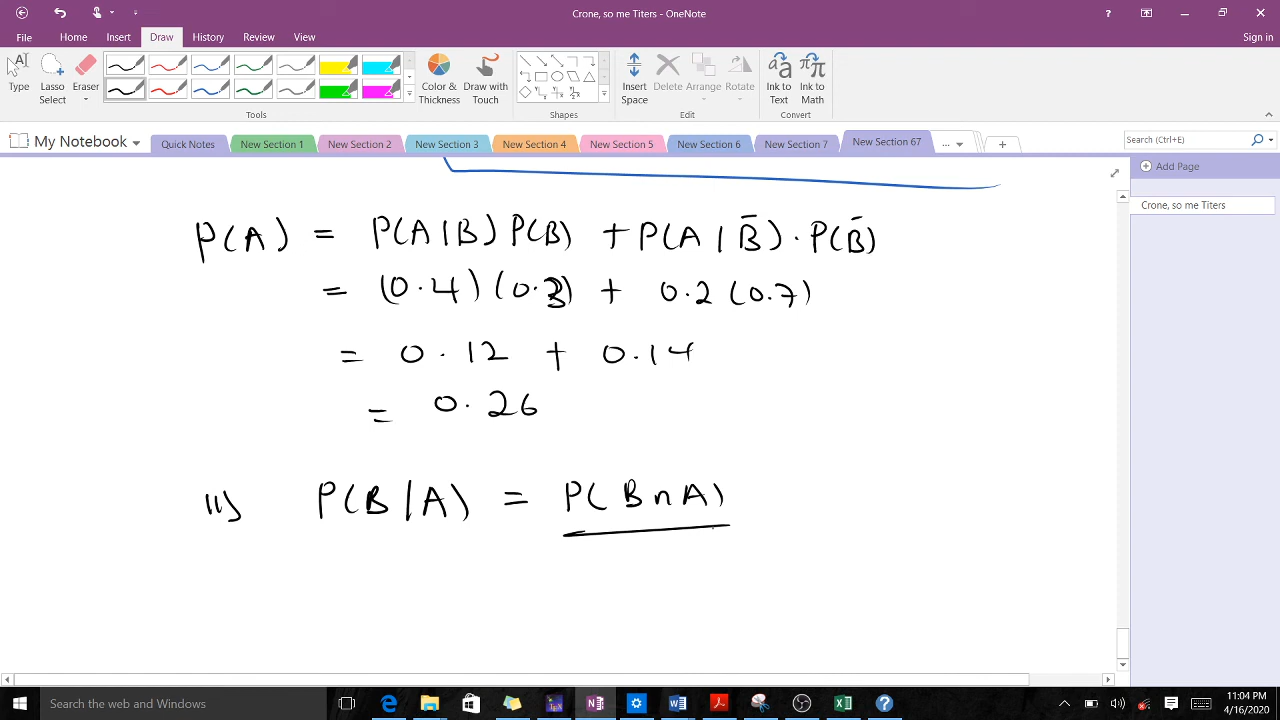 Crone, so me Titers - OneNote
File Home Insert Draw History Review View Sign in
Type Lasso Select Eraser Color & Thickness Draw with Touch Insert Space Delete Arrange Rotate Ink to Text Ink to Math
Tools Shapes Edit Convert
My Notebook Quick Notes New Section 1 New Section 2 New Section 3 New Section 4 New Section 5 New Section 6 New Section 7 New Section 67 ... Search (Ctrl+E)
Add Page
Crone, so me Titers
P(A) = P(A|B) P(B) + P(A|B̄) · P(B̄)
= (0.4)(0.3) + 0.2(0.7)
= 0.12 + 0.14
= 0.26
ii) P(B|A) = P(B∩A)
Search the web and Windows
11:04 PM
4/16/2020